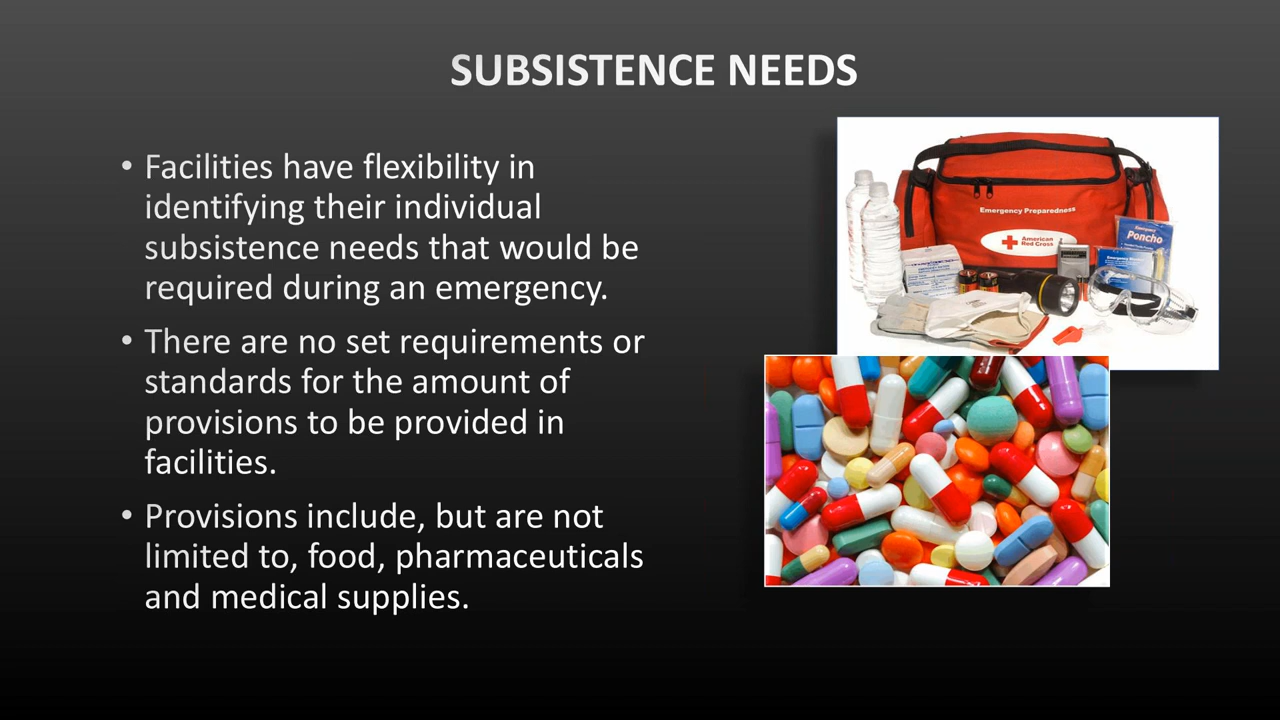 SUBSISTENCE NEEDS
• Facilities have flexibility in
identifying their individual
subsistence needs that would be
required during an emergency.
• There are no set requirements or
standards for the amount of
provisions to be provided in
facilities.
• Provisions include, but are not
limited to, food, pharmaceuticals
and medical supplies.
Emergency Preparedness
American
Red Cross
Emergency
Poncho